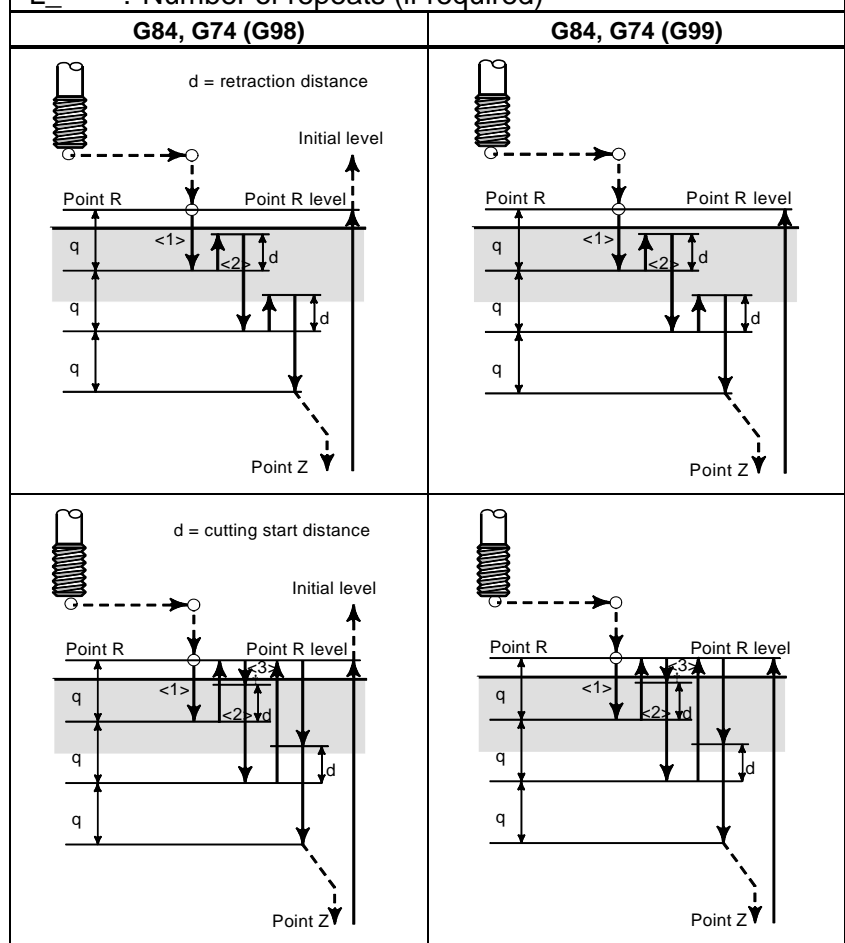 : Number of repeats (if required)
G84, G74 (G98)
G84, G74 (G99)
d = retraction distance
Initial level
Point R
Point R level
q
<1>
<2>
d
q
d
q
Point Z
Point R
Point R level
q
<1>
<2>
d
q
d
q
Point Z
d = cutting start distance
Initial level
Point R
Point R level
<3>
q
<1>
<2>
d
q
d
q
Point Z
Point R
Point R level
<3>
q
<1>
<2>
d
q
d
q
Point Z